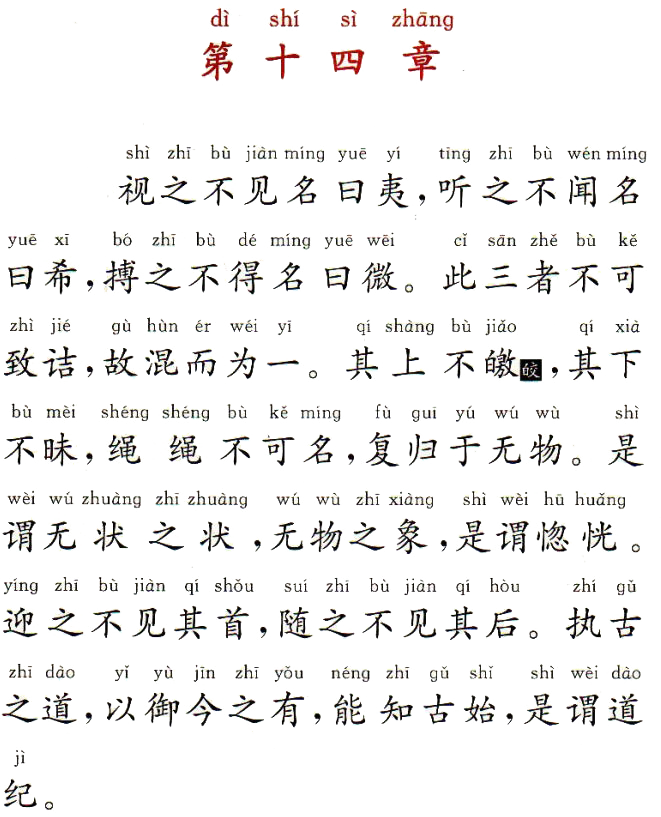 dì shí sì zhāng
第十四章
shì zhī bù jiàn míng yuē yí tīng zhī bù wén míng
视之不见名曰夷，听之不闻名
yuē xī bó zhī bù dé míng yuē wēi cǐ sān zhě bù kě
曰希，搏之不得名曰微。此三者不可
zhì jié gù hùn ér wéi yī qí shàng bù jiǎo qí xià
致诘，故混而为一。其上不皦皎，其下
bù mèi shéng shéng bù kě míng fù guī yú wú wù shì
不昧，绳绳不可名，复归于无物。是
wèi wú zhuàng zhī zhuàng wú wù zhī xiàng shì wèi hū huǎng
谓无状之状，无物之象，是谓惚恍。
yíng zhī bù jiàn qí shǒu suí zhī bù jiàn qí hòu zhí gǔ
迎之不见其首，随之不见其后。执古
zhī dào yǐ yù jīn zhī yǒu néng zhī gǔ shǐ shì wèi dào
之道，以御今之有，能知古始，是谓道
jì
纪。